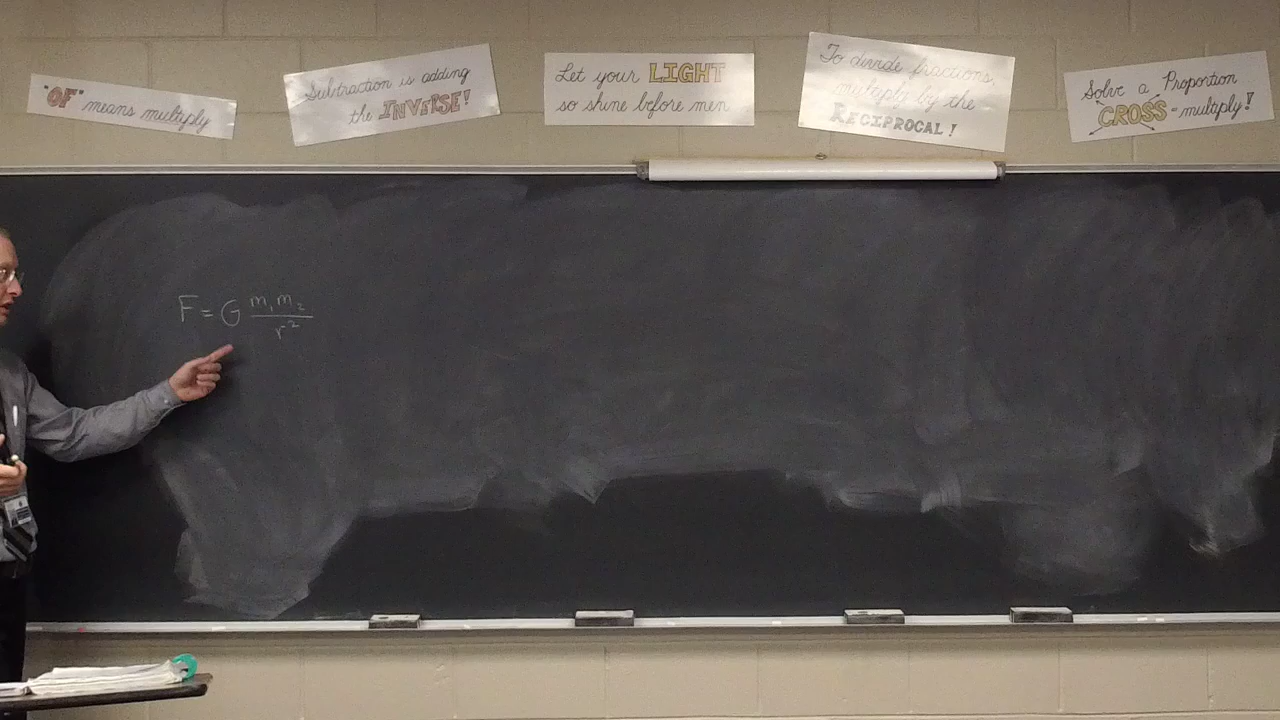 "OF" means multiply
Subtraction is adding
the INVERSE!
Let your LIGHT
so shine before men
To divide fractions,
multiply by the
RECIPROCAL!
Solve a Proportion
CROSS-multiply!
F = G m₁m₂
r²